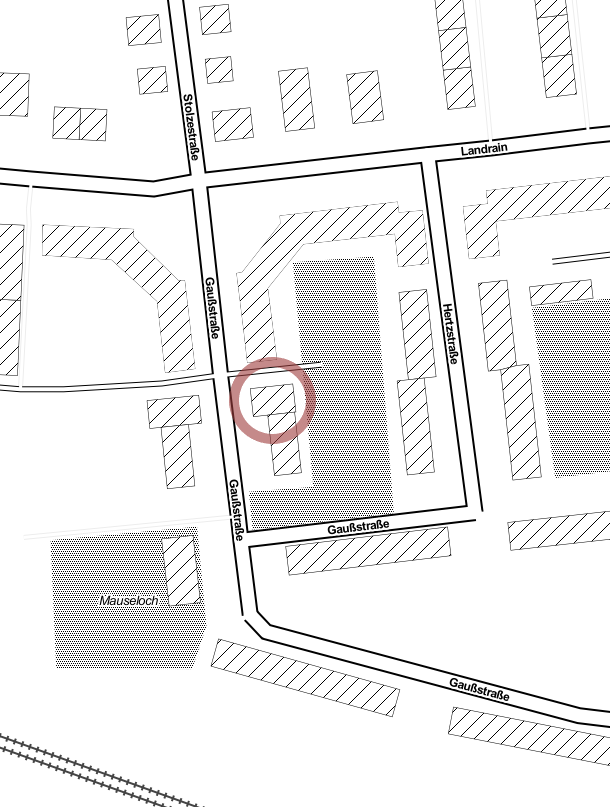 Stolzestraße
Landrain
Gaußstraße
Hertzstraße
Gaußstraße
Gaußstraße
Mauseloch
Gaußstraße